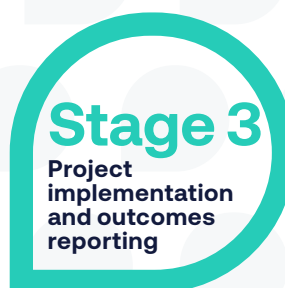 Stage 3
Project
implementation
and outcomes
reporting